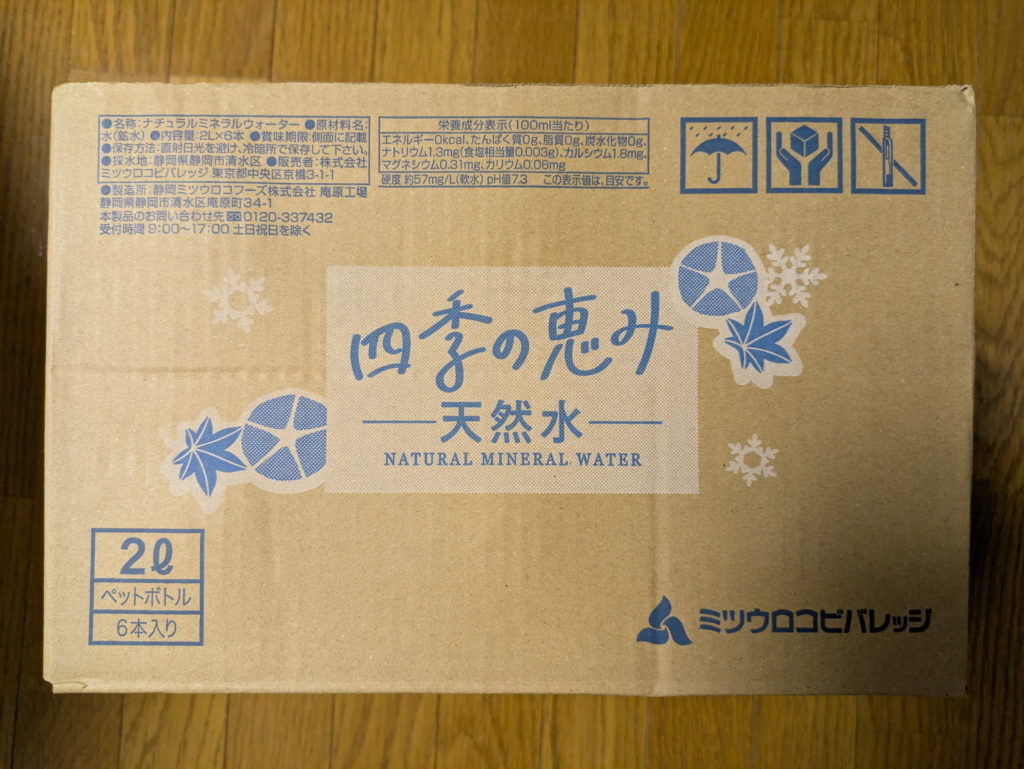 ●名称:ナチュラルミネラルウォーター ●原材料名:
水(鉱水) ●内容量:2L×6本 ●賞味期限:側面に記載
●保存方法:直射日光を避け、冷暗所で保存して下さい。
●採水地:静岡県静岡市清水区 ●販売者:株式会社
ミツウロコビバレッジ 東京都中央区京橋3-1-1
●製造所:静岡ミツウロコフーズ株式会社 庵原工場
静岡県静岡市清水区庵原町34-1
本製品のお問い合わせ先 0120-337432
受付時間 9:00〜17:00 土日祝日を除く
栄養成分表示(100ml当たり)
エネルギー0kcal、たんぱく質0g、脂質0g、炭水化物0g、
ナトリウム1.3mg(食塩相当量0.003g)、カルシウム1.8mg、
マグネシウム0.31mg、カリウム0.06mg
硬度 約57mg/L(軟水) pH値7.3 この表示値は、目安です。
四季の恵み
天然水
NATURAL MINERAL WATER
2ℓ
ペットボトル
6本入り
ミツウロコビバレッジ